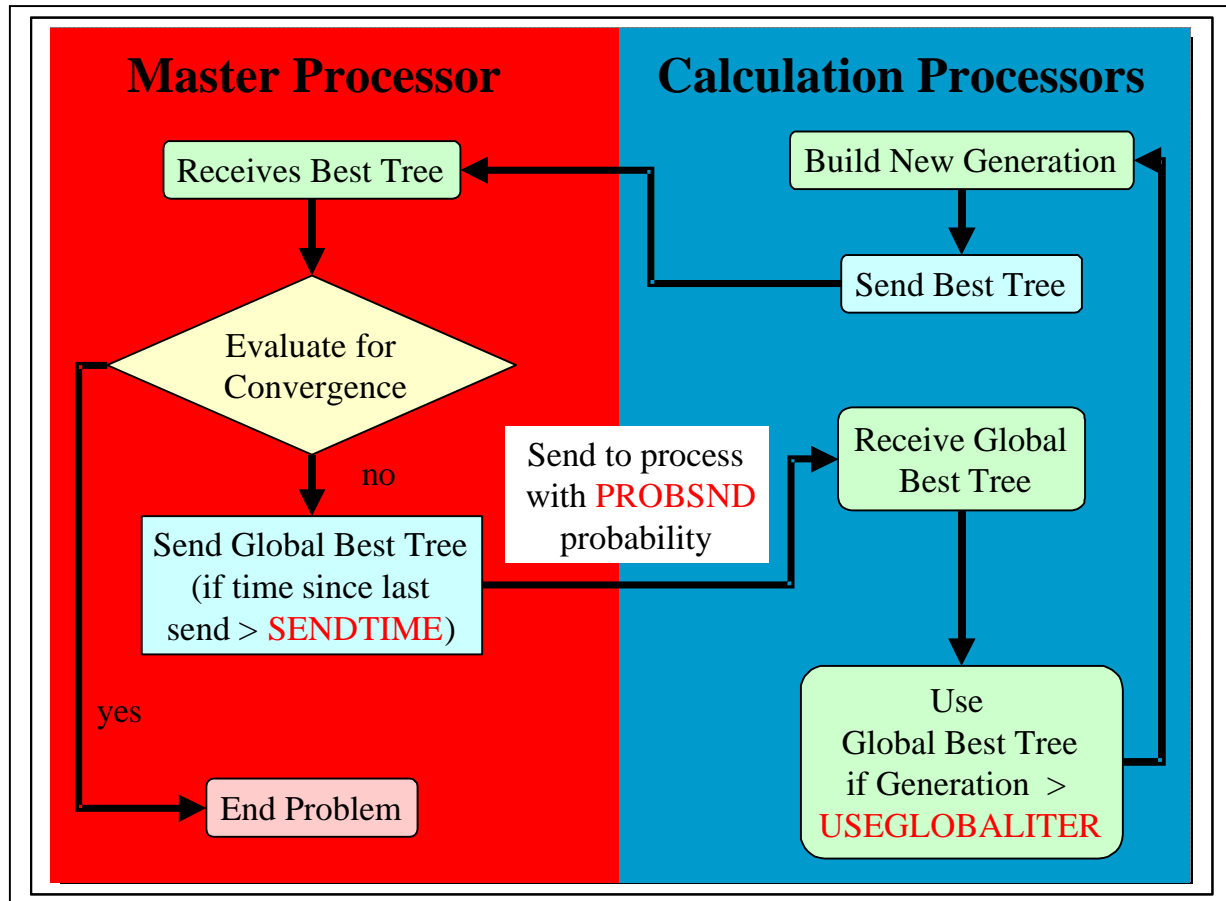 Master Processor
Receives Best Tree
Evaluate for
Convergence
no
Send Global Best Tree
(if time since last
send > SENDTIME)
yes
End Problem
Send to process
with PROBSND
probability
Calculation Processors
Build New Generation
Send Best Tree
Receive Global
Best Tree
Use
Global Best Tree
if Generation >
USEGLOBALITER